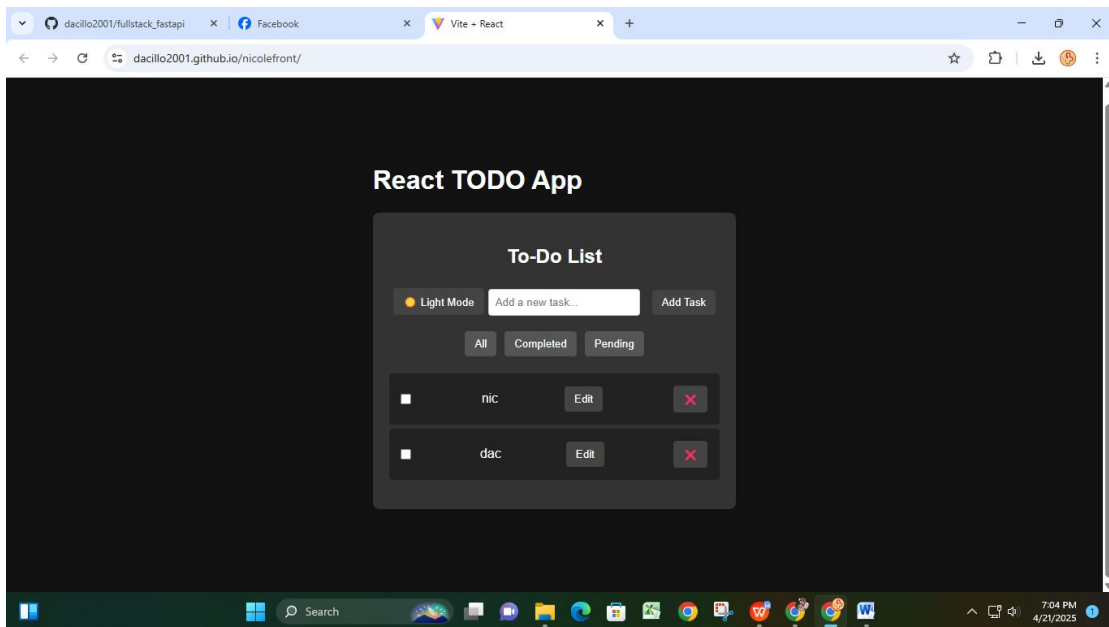 dacillo2001/fullstack_fastapi
Facebook
Vite + React
dacillo2001.github.io/nicolefront/
React TODO App
To-Do List
Light Mode
Add a new task...
Add Task
All
Completed
Pending
nic
Edit
dac
Edit
Search
7:04 PM
4/21/2025
1